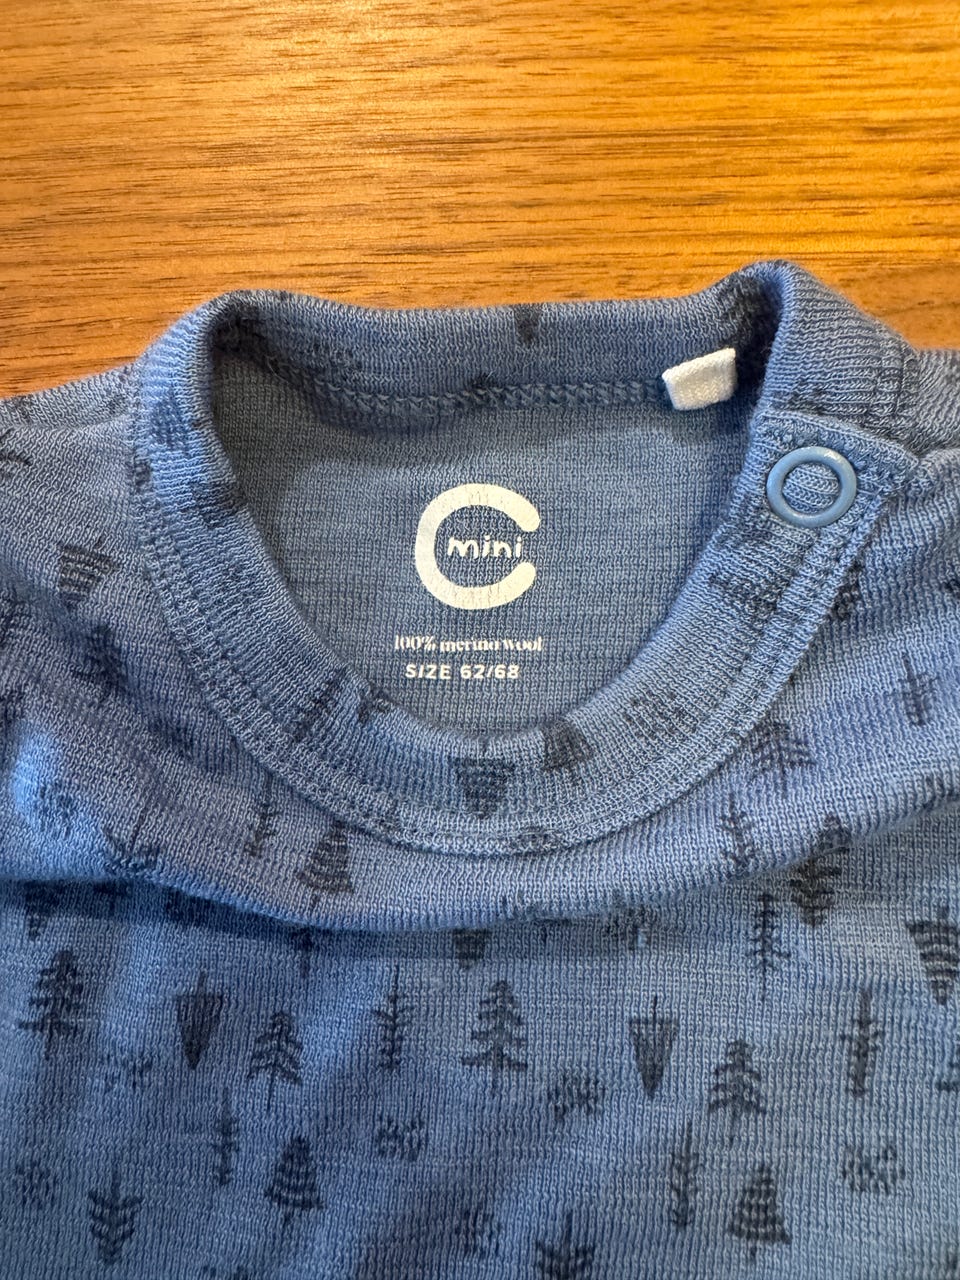 C
mini
100% merino wool
SIZE 62/68